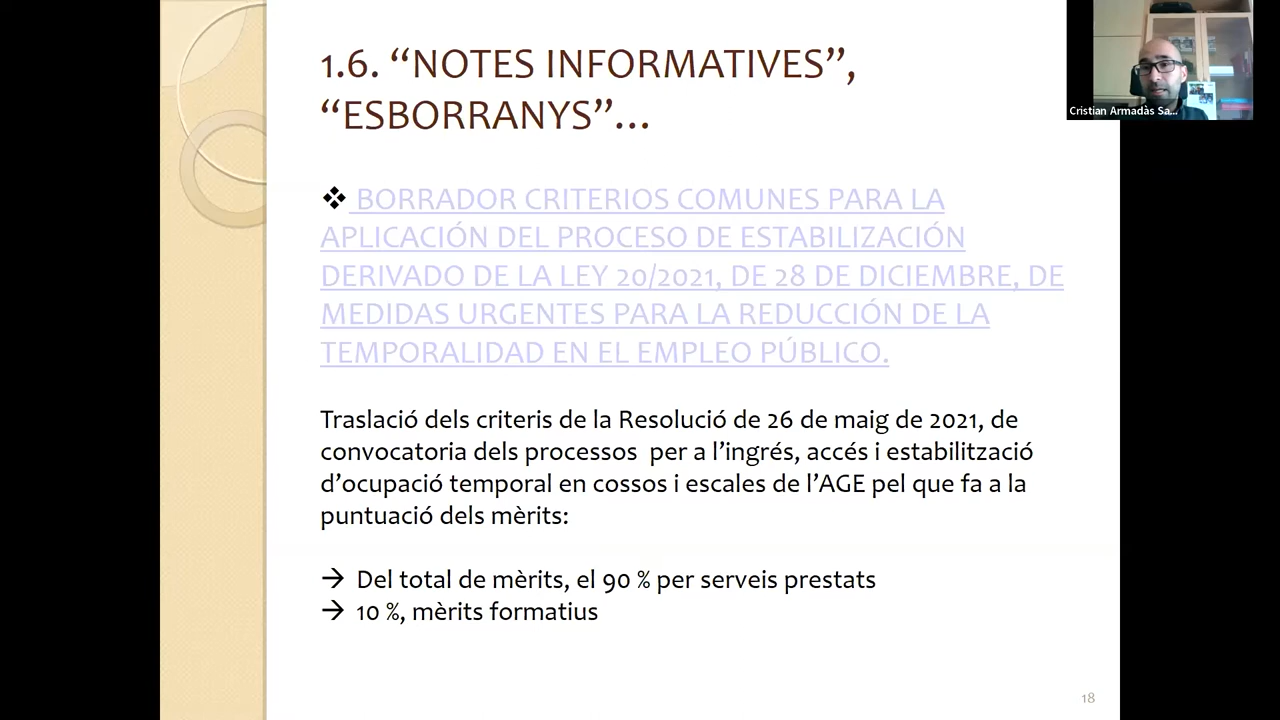 1.6. “NOTES INFORMATIVES”,
“ESBORRANYS”...
Cristian Armadàs Sa...
❖ BORRADOR CRITERIOS COMUNES PARA LA
APLICACIÓN DEL PROCESO DE ESTABILIZACIÓN
DERIVADO DE LA LEY 20/2021, DE 28 DE DICIEMBRE, DE
MEDIDAS URGENTES PARA LA REDUCCIÓN DE LA
TEMPORALIDAD EN EL EMPLEO PÚBLICO.
Traslació dels criteris de la Resolució de 26 de maig de 2021, de
convocatoria dels processos per a l’ingrés, accés i estabilització
d’ocupació temporal en cossos i escales de l’AGE pel que fa a la
puntuació dels mèrits:
→ Del total de mèrits, el 90 % per serveis prestats
→ 10 %, mèrits formatius
18